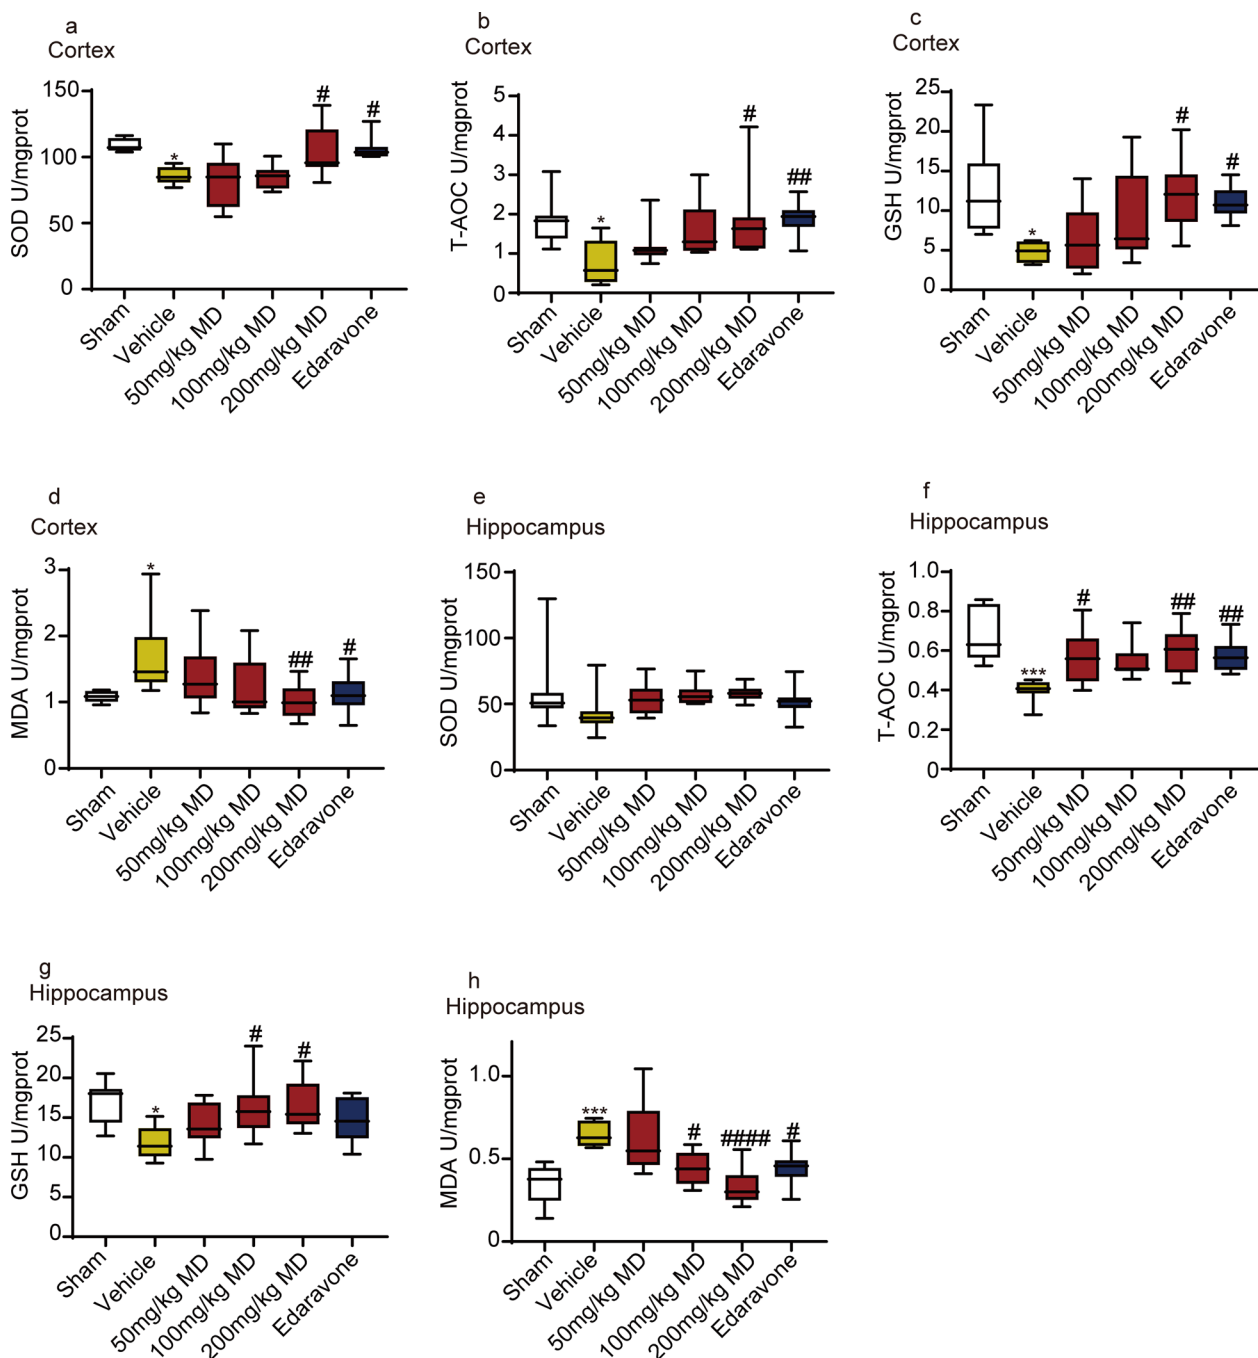 a
Cortex
SOD U/mgprot
150
100
50
0
*
#
#
Sham
Vehicle
50mg/kg MD
100mg/kg MD
200mg/kg MD
Edaravone
b
Cortex
T-AOC U/mgprot
5
4
3
2
1
0
*
#
##
Sham
Vehicle
50mg/kg MD
100mg/kg MD
200mg/kg MD
Edaravone
c
Cortex
GSH U/mgprot
25
20
15
10
5
0
*
#
#
Sham
Vehicle
50mg/kg MD
100mg/kg MD
200mg/kg MD
Edaravone
d
Cortex
MDA U/mgprot
3
2
1
0
*
##
#
Sham
Vehicle
50mg/kg MD
100mg/kg MD
200mg/kg MD
Edaravone
e
Hippocampus
SOD U/mgprot
150
100
50
0
Sham
Vehicle
50mg/kg MD
100mg/kg MD
200mg/kg MD
Edaravone
f
Hippocampus
T-AOC U/mgprot
1.0
0.8
0.6
0.4
0.2
0
***
#
##
##
Sham
Vehicle
50mg/kg MD
100mg/kg MD
200mg/kg MD
Edaravone
g
Hippocampus
GSH U/mgprot
25
20
15
10
5
0
*
#
#
Sham
Vehicle
50mg/kg MD
100mg/kg MD
200mg/kg MD
Edaravone
h
Hippocampus
MDA U/mgprot
1.0
0.5
0
***
#
####
#
Sham
Vehicle
50mg/kg MD
100mg/kg MD
200mg/kg MD
Edaravone